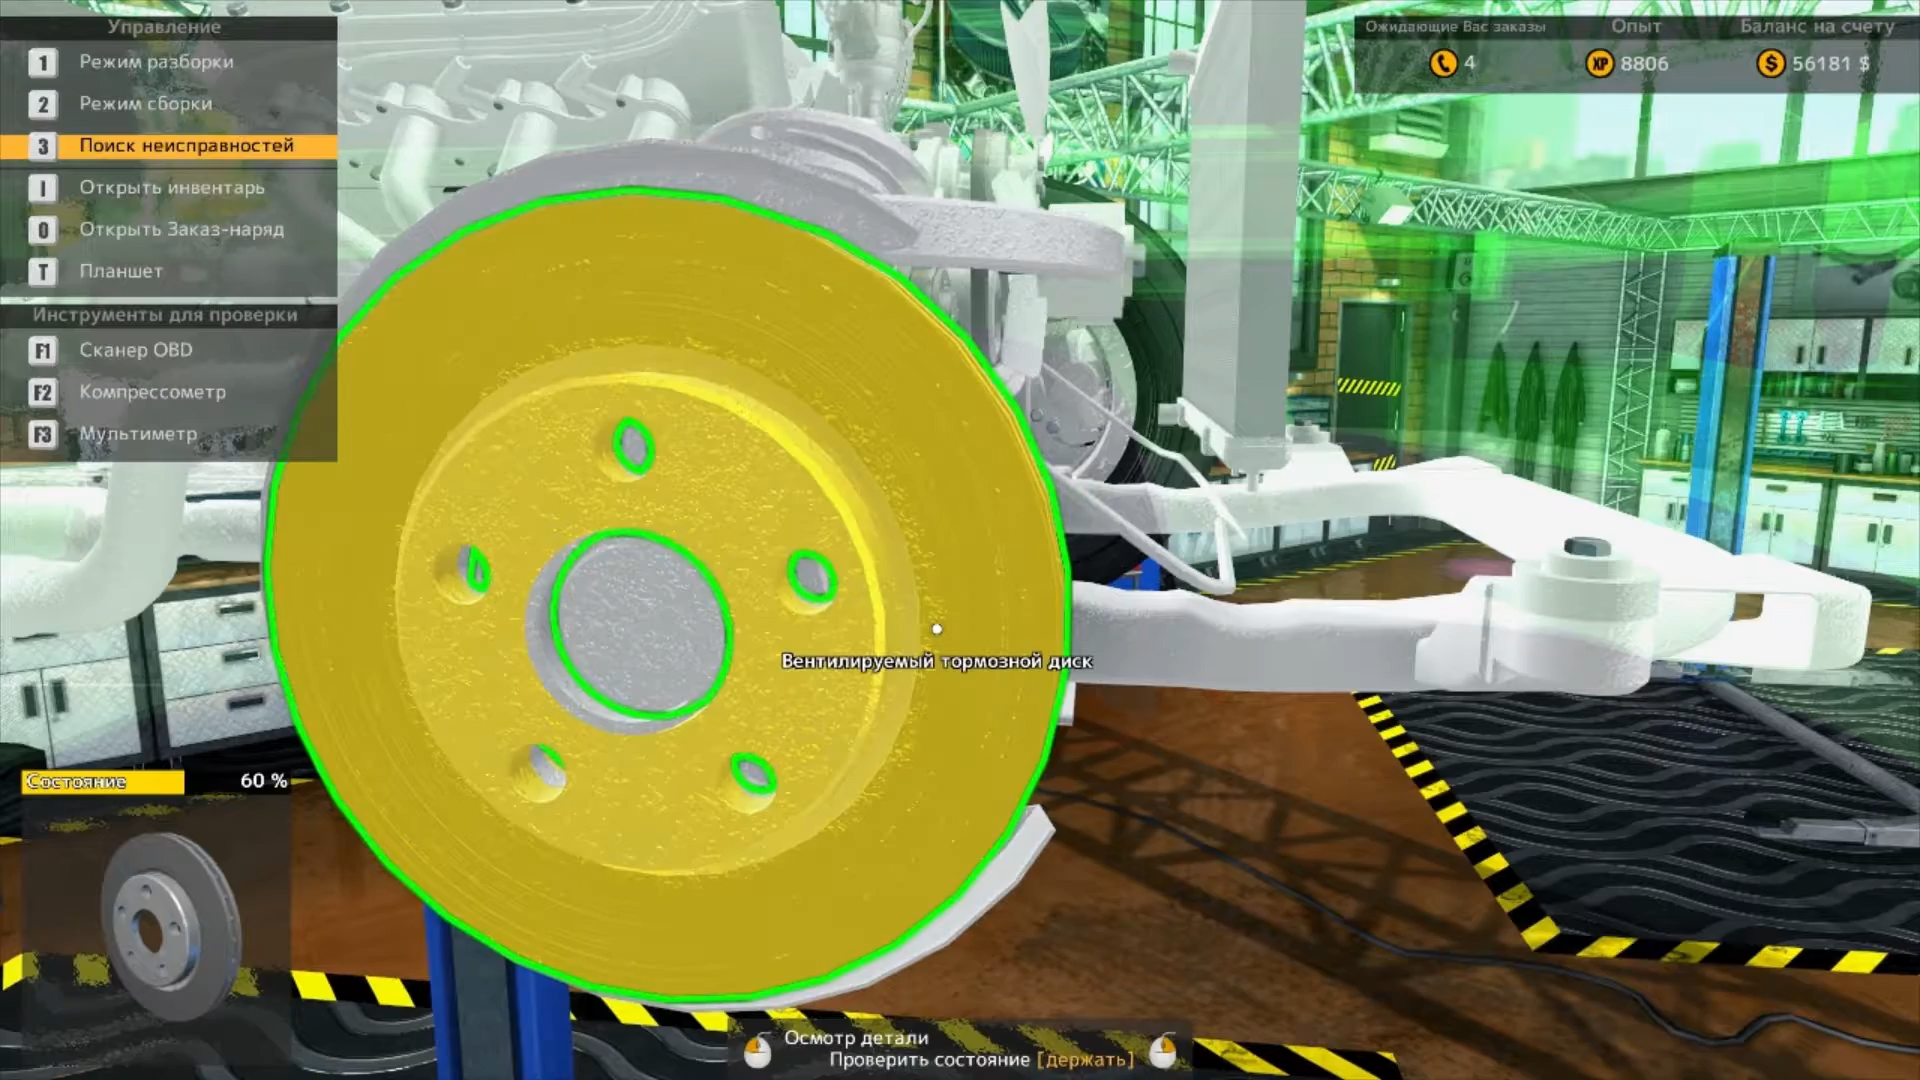 Управление
1 Режим разборки
2 Режим сборки
3 Поиск неисправностей
I Открыть инвентарь
O Открыть Заказ-наряд
T Планшет
Инструменты для проверки
F1 Сканер OBD
F2 Компрессометр
F3 Мультиметр
Ожидающие Вас заказы Опыт Баланс на счету
4 XP 8806 $ 56181 $
Вентилируемый тормозной диск
Состояние 60 %
Осмотр детали
Проверить состояние [держать]